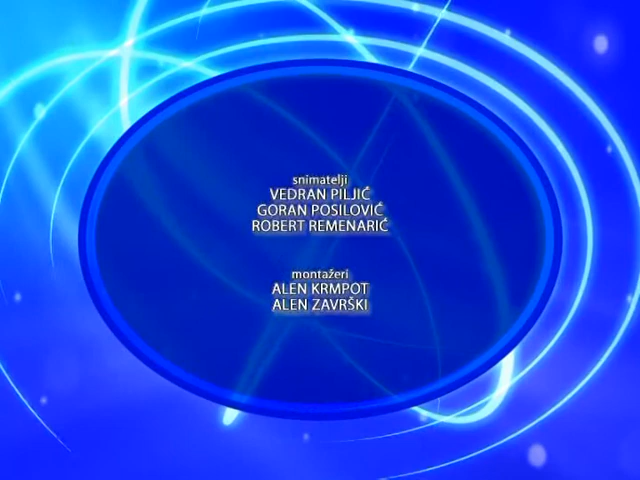 snimatelji
VEDRAN PILJIĆ
GORAN POSILOVIĆ
ROBERT REMENARIĆ
montažeri
ALEN KRMPOT
ALEN ZAVRŠKI